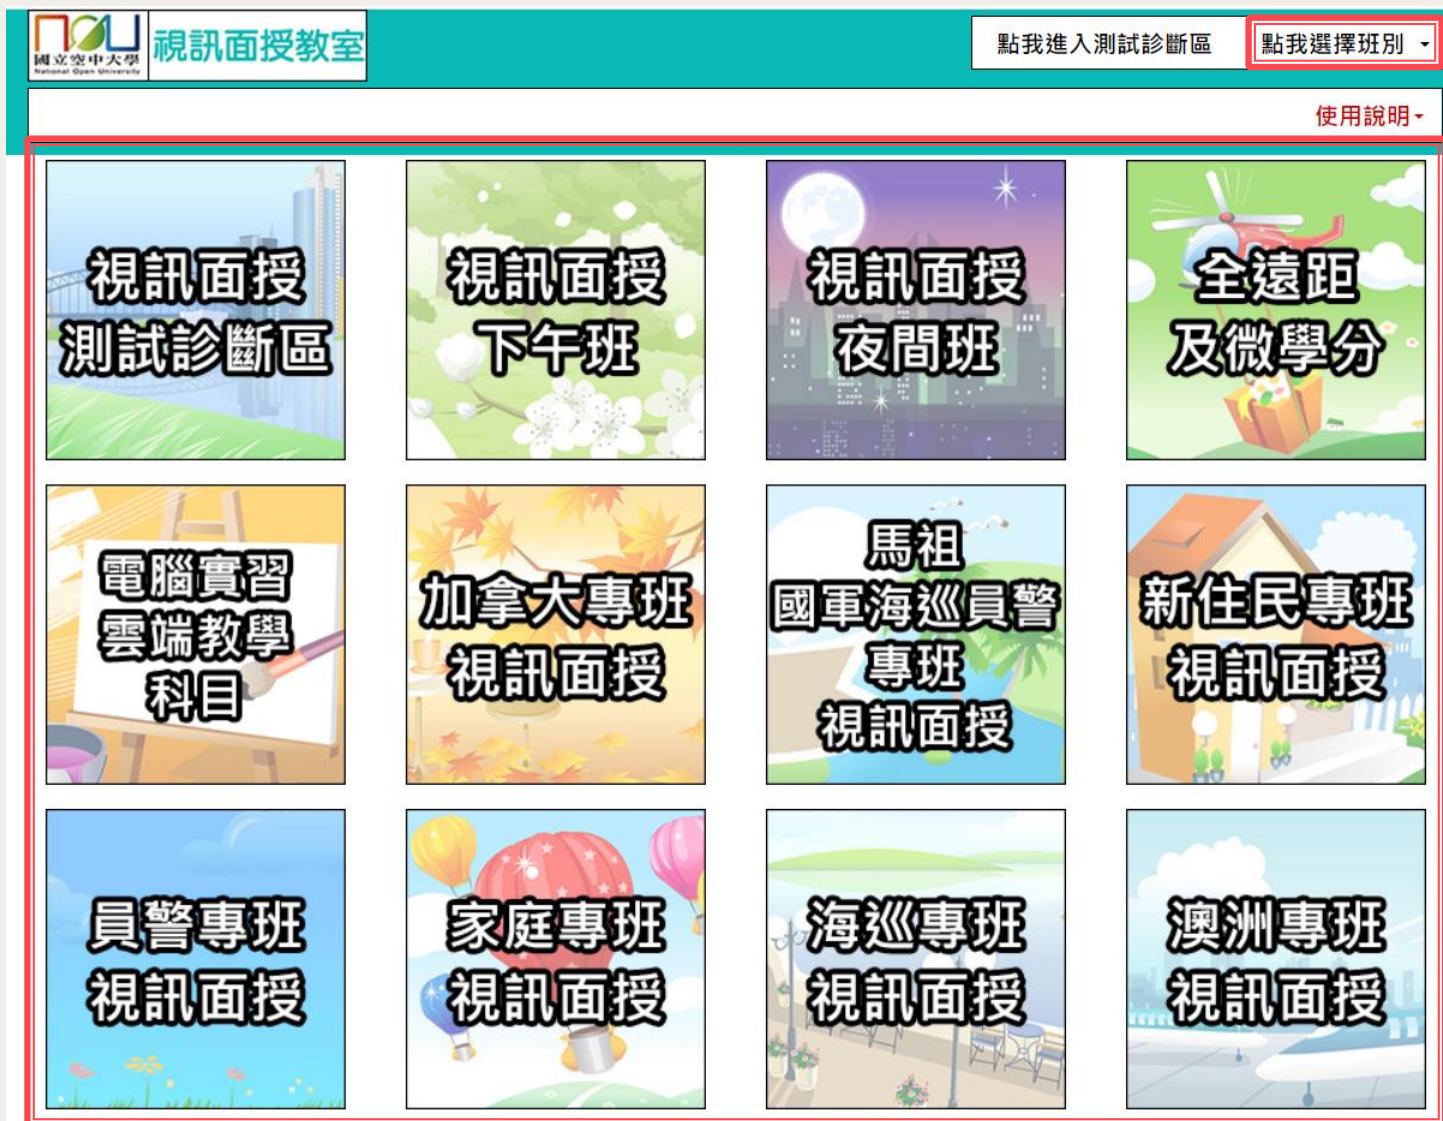 NOU
國立空中大學
National Open University
視訊面授教室
點我進入測試診斷區
點我選擇班別
使用說明
視訊面授
測試診斷區
視訊面授
下午班
視訊面授
夜間班
全遠距
及微學分
電腦實習
雲端教學
科目
加拿大專班
視訊面授
馬祖
國軍海巡員警
專班
視訊面授
新住民專班
視訊面授
員警專班
視訊面授
家庭專班
視訊面授
海巡專班
視訊面授
澳洲專班
視訊面授